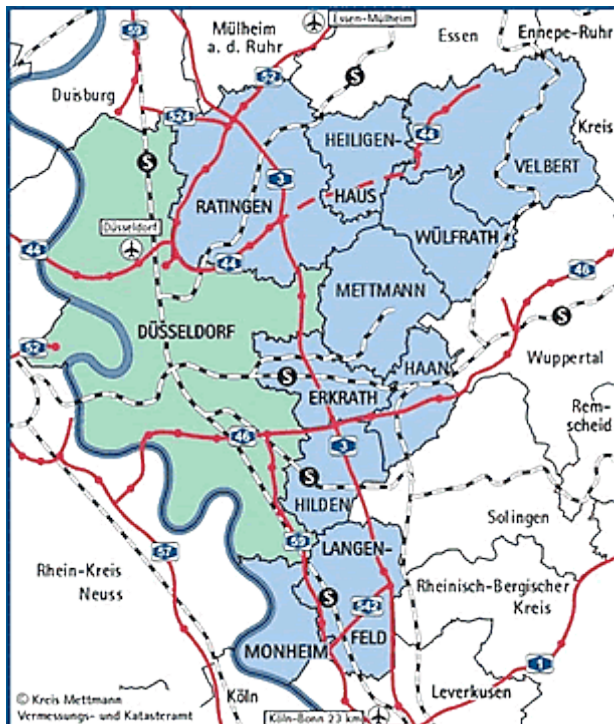 Essen-Mülheim
59
Mülheim
a. d. Ruhr
Essen
Ennepe-Ruhr
52
S
Duisburg
524
HEILIGEN-
44
Kreis
S
VELBERT
3
RATINGEN
HAUS
Düsseldorf
WÜLFRATH
44
44
46
METTMANN
DÜSSELDORF
S
52
Wuppertal
HAAN
S
ERKRATH
Rem-
scheid
46
3
S
HILDEN
Solingen
59
LANGEN-
57
Rhein-Kreis
Neuss
Rheinisch-Bergischer
Kreis
S
542
MONHEIM
FELD
1
Köln
Leverkusen
© Kreis Mettmann
Vermessungs- und Katasteramt
Köln-Bonn 23 km